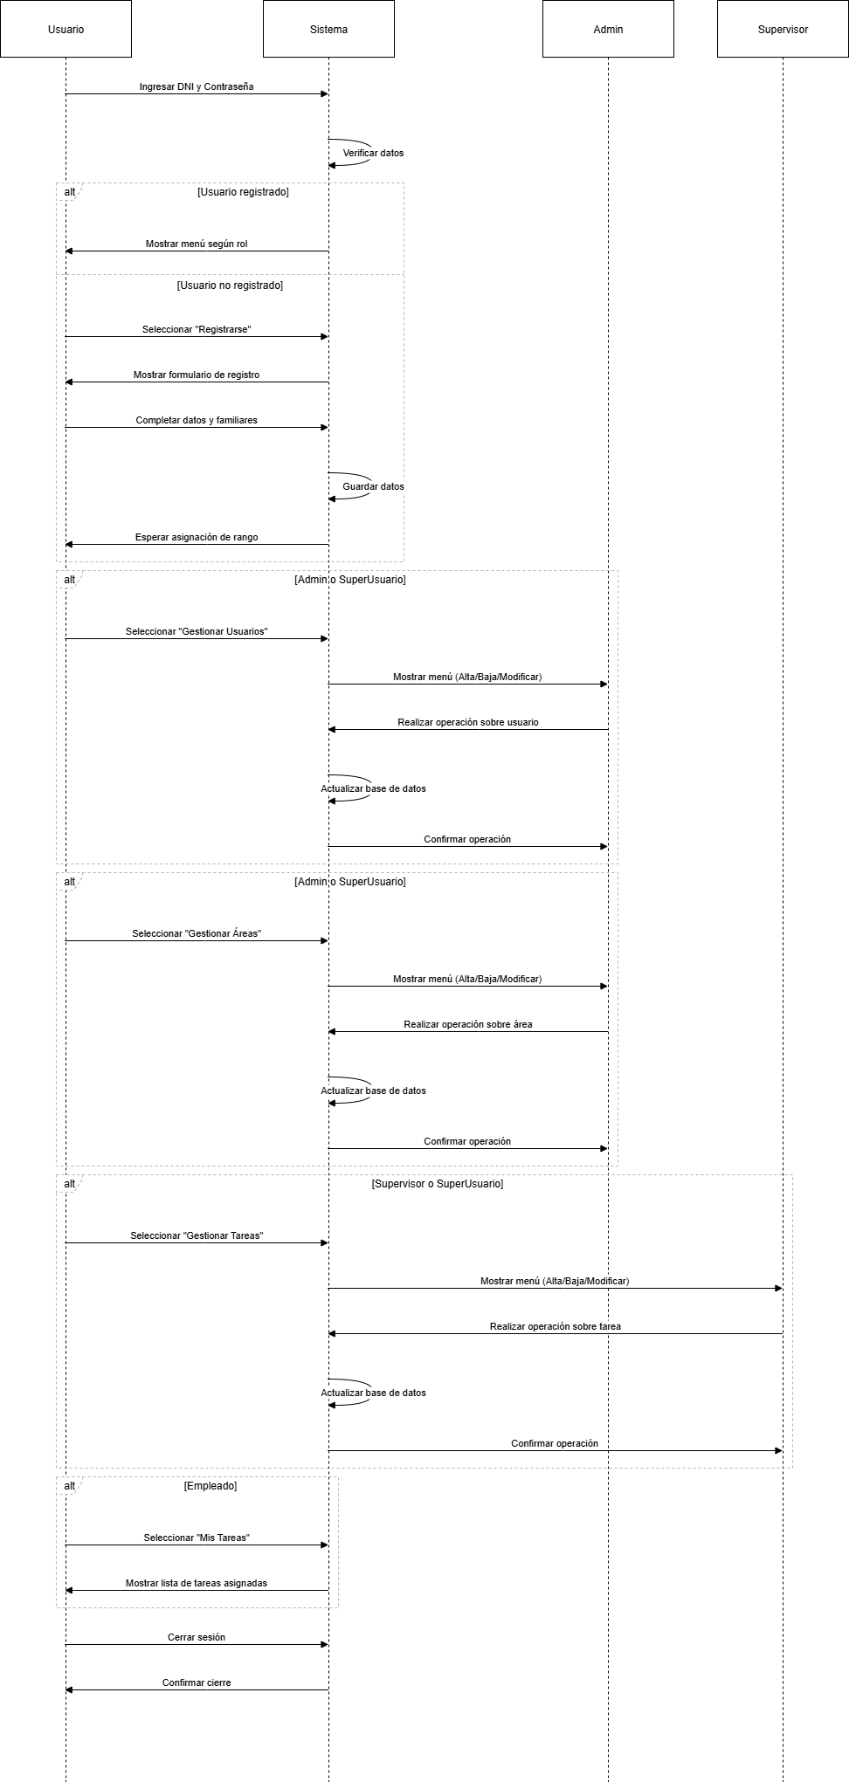 Usuario
Sistema
Admin
Supervisor
Ingresar DNI y Contraseña
Verificar datos
alt
[Usuario registrado]
Mostrar menú según rol
[Usuario no registrado]
Seleccionar "Registrarse"
Mostrar formulario de registro
Completar datos y familiares
Guardar datos
Esperar asignación de rango
alt
[Admin o SuperUsuario]
Seleccionar "Gestionar Usuarios"
Mostrar menú (Alta/Baja/Modificar)
Realizar operación sobre usuario
Actualizar base de datos
Confirmar operación
alt
[Admin o SuperUsuario]
Seleccionar "Gestionar Áreas"
Mostrar menú (Alta/Baja/Modificar)
Realizar operación sobre área
Actualizar base de datos
Confirmar operación
alt
[Supervisor o SuperUsuario]
Seleccionar "Gestionar Tareas"
Mostrar menú (Alta/Baja/Modificar)
Realizar operación sobre tarea
Actualizar base de datos
Confirmar operación
alt
[Empleado]
Seleccionar "Mis Tareas"
Mostrar lista de tareas asignadas
Cerrar sesión
Confirmar cierre